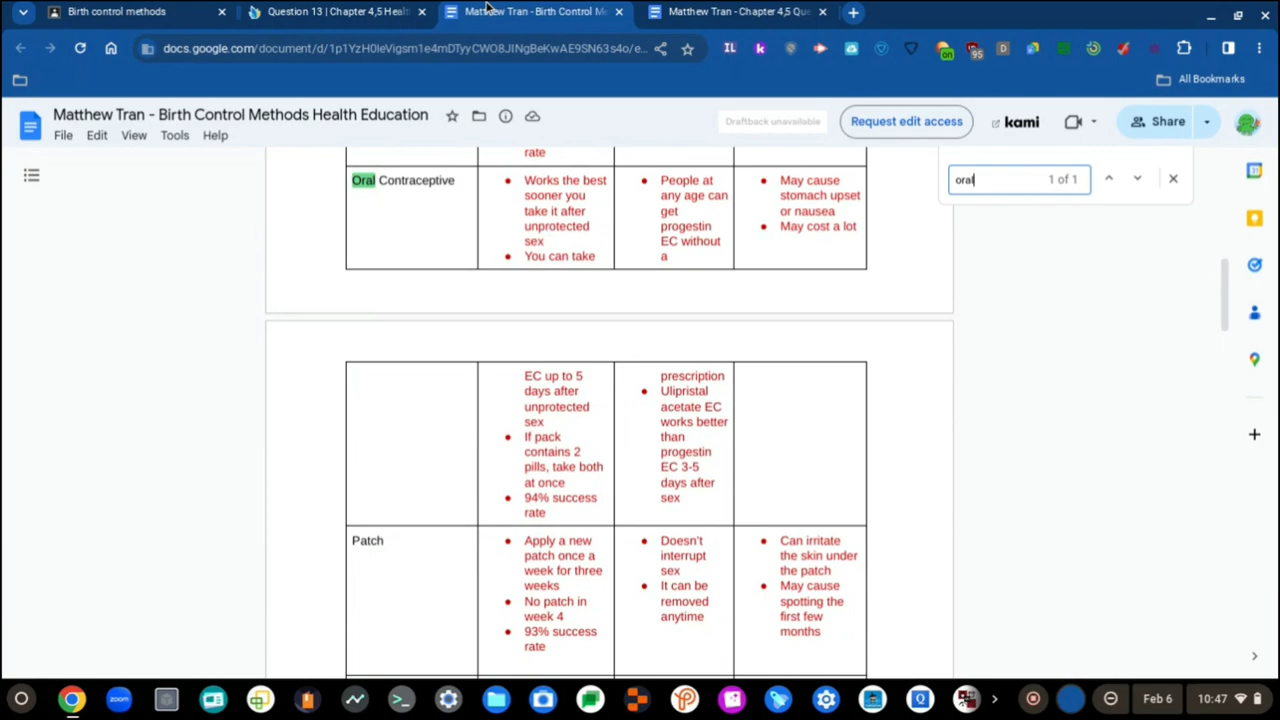 Birth control methods
Question 13 | Chapter 4,5 Healt
Matthew Tran - Birth Control M
Matthew Tran - Chapter 4,5 Que
docs.google.com/document/d/1p1YzH0leVigsm1e4mDTyyCWO8JINgBeKwAE9SN63s4o/e...
IL
k
on
95
D
All Bookmarks
Matthew Tran - Birth Control Methods Health Education
File Edit View Tools Help
Draftback unavailable
Request edit access
kami
Share
oral 1 of 1
rate
Oral Contraceptive
Works the best
sooner you
take it after
unprotected
sex
You can take
People at
any age can
get
progestin
EC without
a
May cause
stomach upset
or nausea
May cost a lot
EC up to 5
days after
unprotected
sex
If pack
contains 2
pills, take both
at once
94% success
rate
prescription
Ulipristal
acetate EC
works better
than
progestin
EC 3-5
days after
sex
Patch
Apply a new
patch once a
week for three
weeks
No patch in
week 4
93% success
rate
Doesn't
interrupt
sex
It can be
removed
anytime
Can irritate
the skin under
the patch
May cause
spotting the
first few
months
zoom
Q
Feb 6
10:47